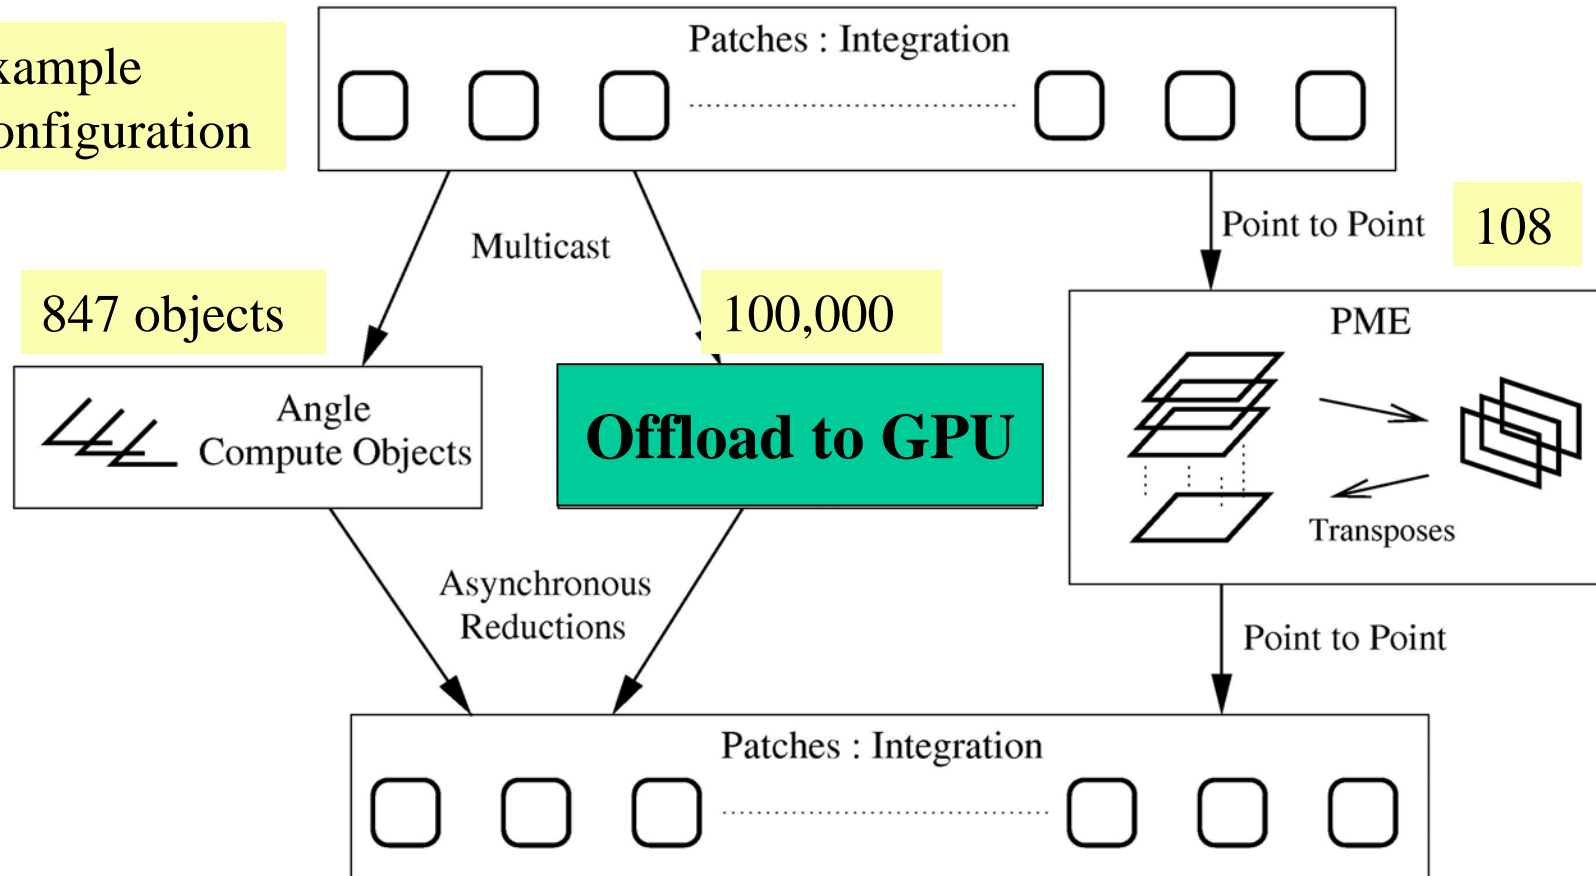 Patches : Integration
xample
onfiguration
Multicast
Point to Point
108
847 objects
100,000
PME
Angle
Compute Objects
Offload to GPU
Transposes
Asynchronous
Reductions
Point to Point
Patches : Integration